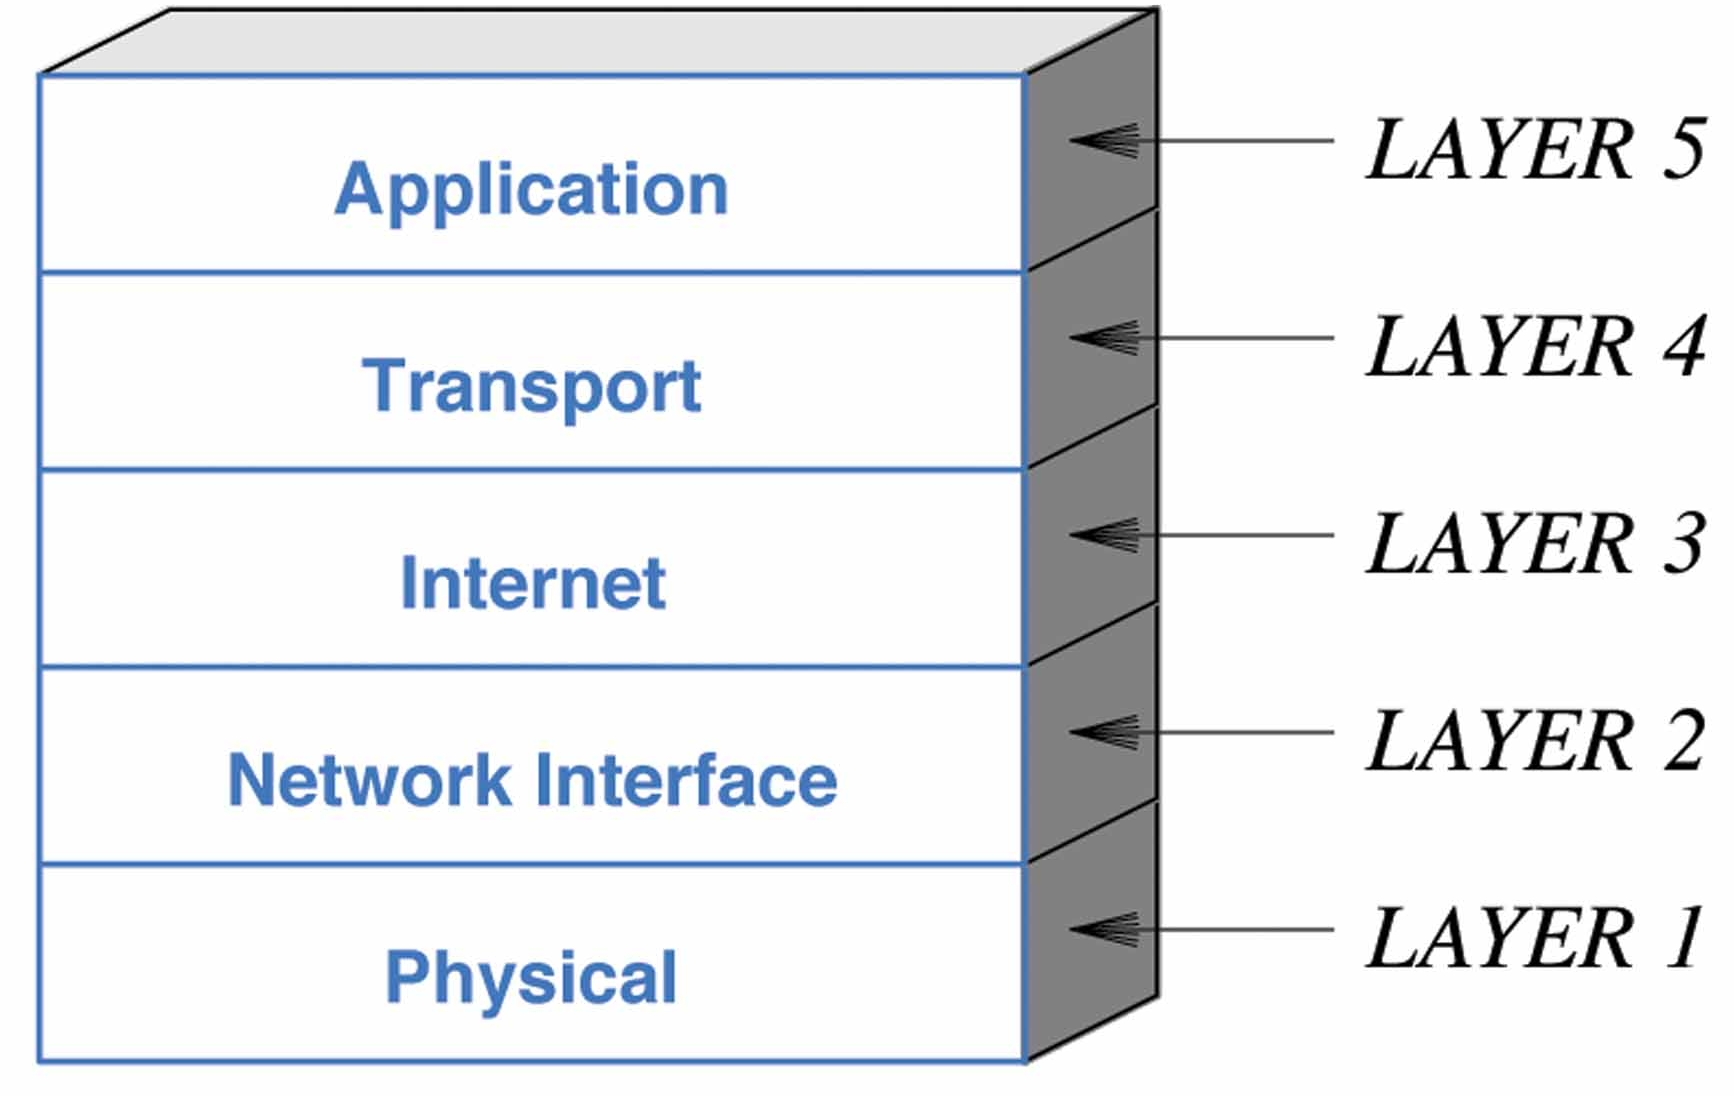 Application
LAYER 5
Transport
LAYER 4
Internet
LAYER 3
Network Interface
LAYER 2
Physical
LAYER 1